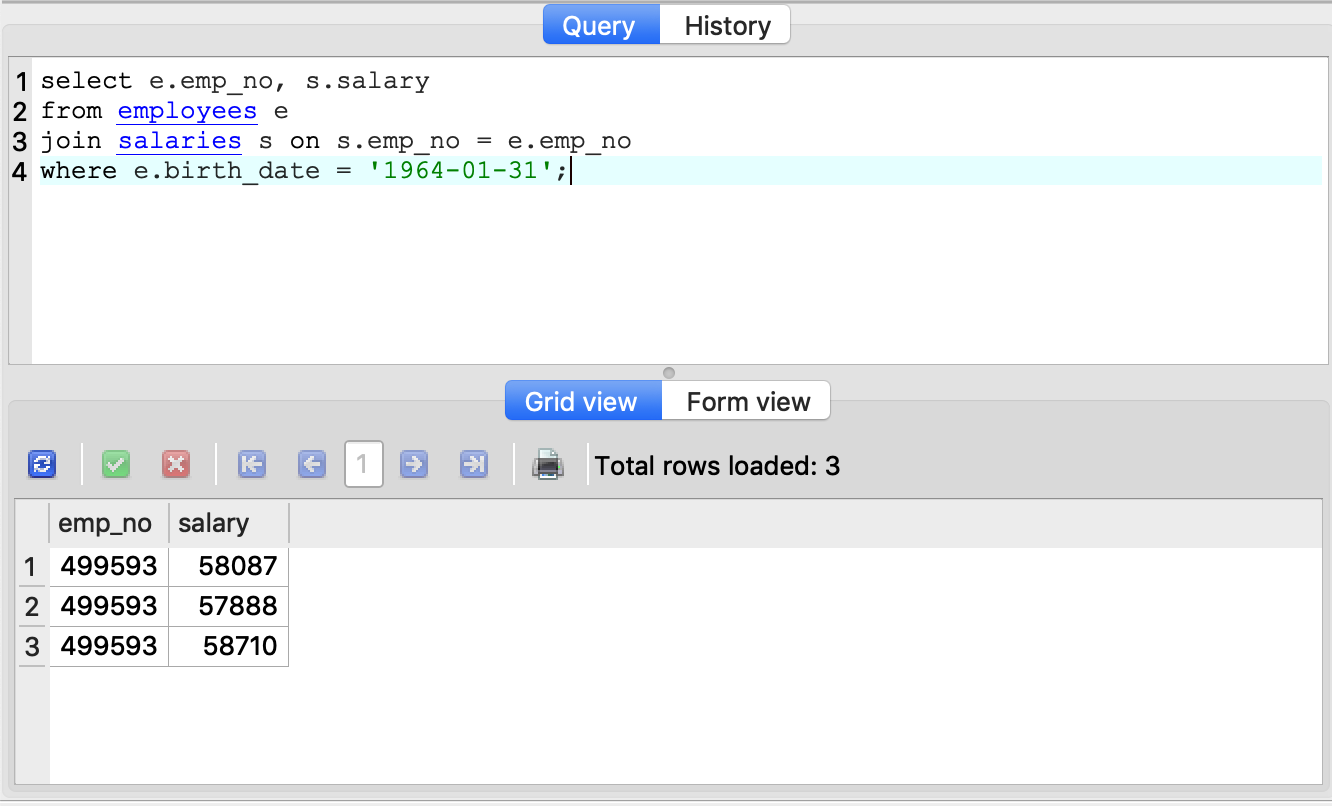 Query History
1 select e.emp_no, s.salary
2 from employees e
3 join salaries s on s.emp_no = e.emp_no
4 where e.birth_date = '1964-01-31';
Grid view Form view
1 Total rows loaded: 3
emp_no salary
1 499593 58087
2 499593 57888
3 499593 58710